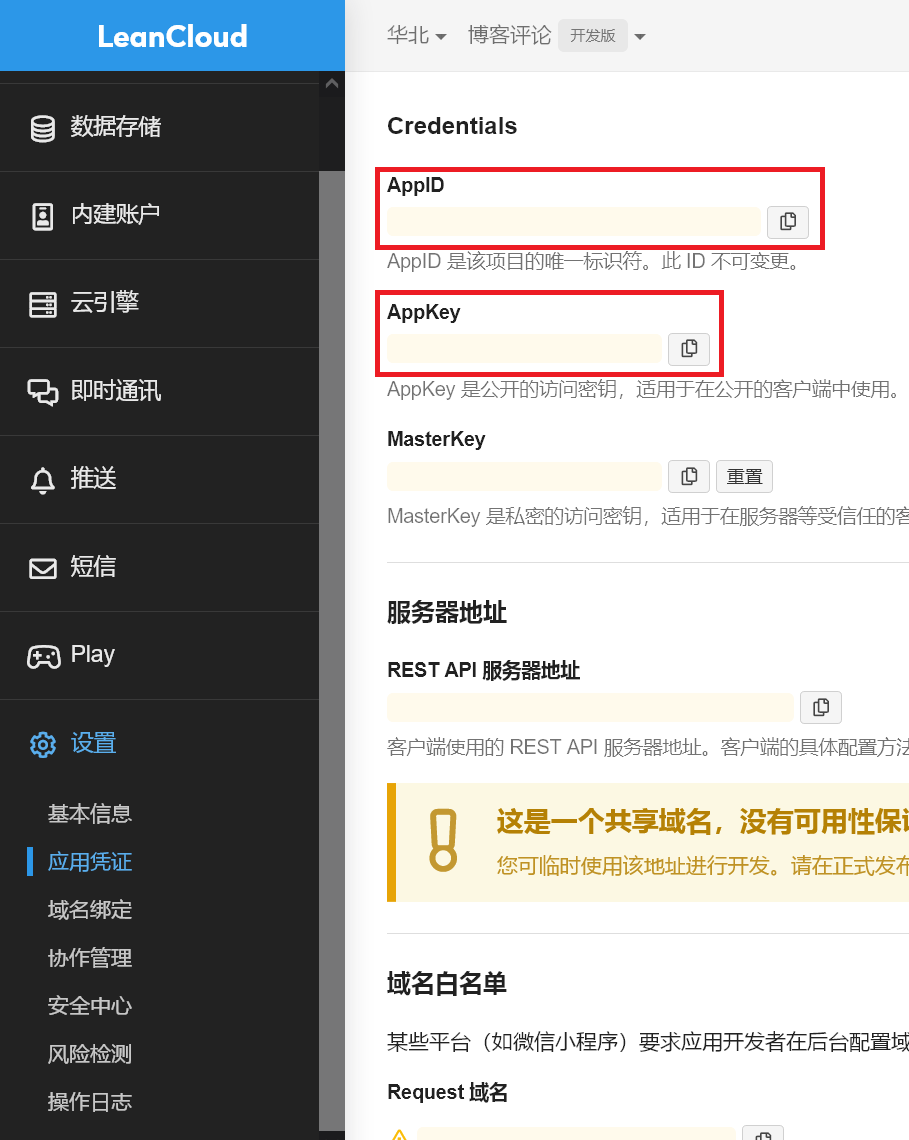 LeanCloud
数据存储
内建账户
云引擎
即时通讯
推送
短信
Play
设置
基本信息
应用凭证
域名绑定
协作管理
安全中心
风险检测
操作日志
华北 博客评论 开发版
Credentials
AppID
AppID 是该项目的唯一标识符。此 ID 不可变更。
AppKey
AppKey 是公开的访问密钥，适用于在公开的客户端中使用。
MasterKey
重置
MasterKey 是私密的访问密钥，适用于在服务器等受信任的客
服务器地址
REST API 服务器地址
客户端使用的 REST API 服务器地址。客户端的具体配置方法
这是一个共享域名，没有可用性保证
您可临时使用该地址进行开发。请在正式发布
域名白名单
某些平台（如微信小程序）要求应用开发者在后台配置域
Request 域名